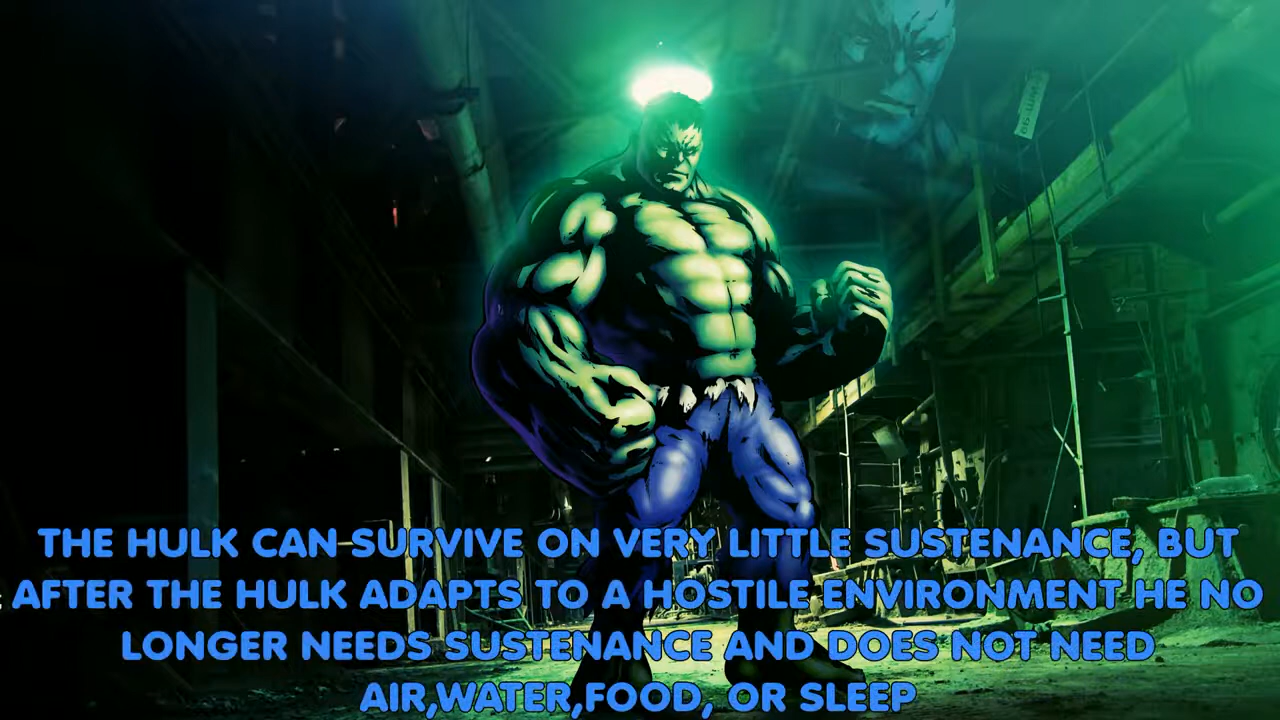 THE HULK CAN SURVIVE ON VERY LITTLE SUSTENANCE, BUT
AFTER THE HULK ADAPTS TO A HOSTILE ENVIRONMENT HE NO
LONGER NEEDS SUSTENANCE AND DOES NOT NEED
AIR,WATER,FOOD, OR SLEEP